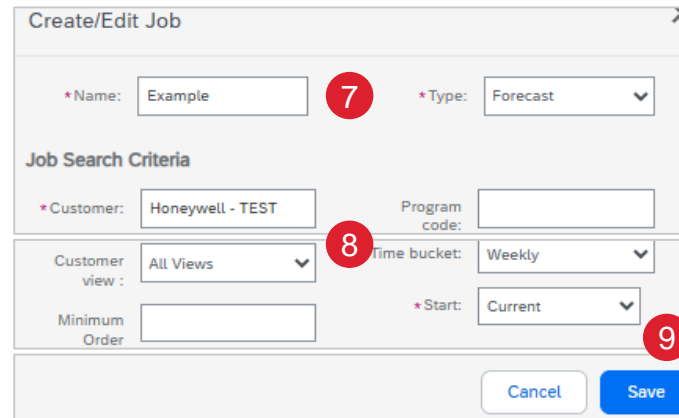 Create/Edit Job
*Name: Example 7 *Type: Forecast
Job Search Criteria
*Customer: Honeywell - TEST Program
code:
Customer
view : All Views 8 Time bucket: Weekly
*Start: Current
Minimum
Order
9
Cancel Save